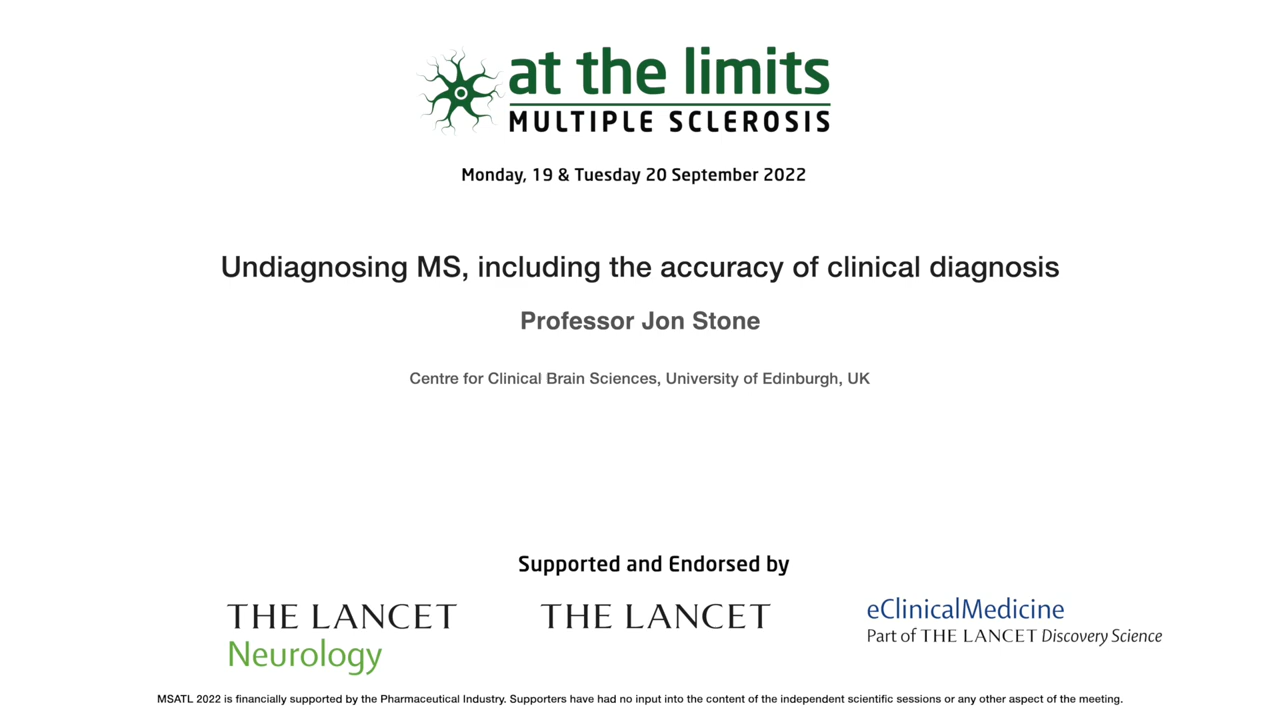 at the limits
MULTIPLE SCLEROSIS
Monday, 19 & Tuesday 20 September 2022
Undiagnosing MS, including the accuracy of clinical diagnosis
Professor Jon Stone
Centre for Clinical Brain Sciences, University of Edinburgh, UK
Supported and Endorsed by
THE LANCET
Neurology
THE LANCET
eClinicalMedicine
Part of THE LANCET Discovery Science
MSATL 2022 is financially supported by the Pharmaceutical Industry. Supporters have had no input into the content of the independent scientific sessions or any other aspect of the meeting.